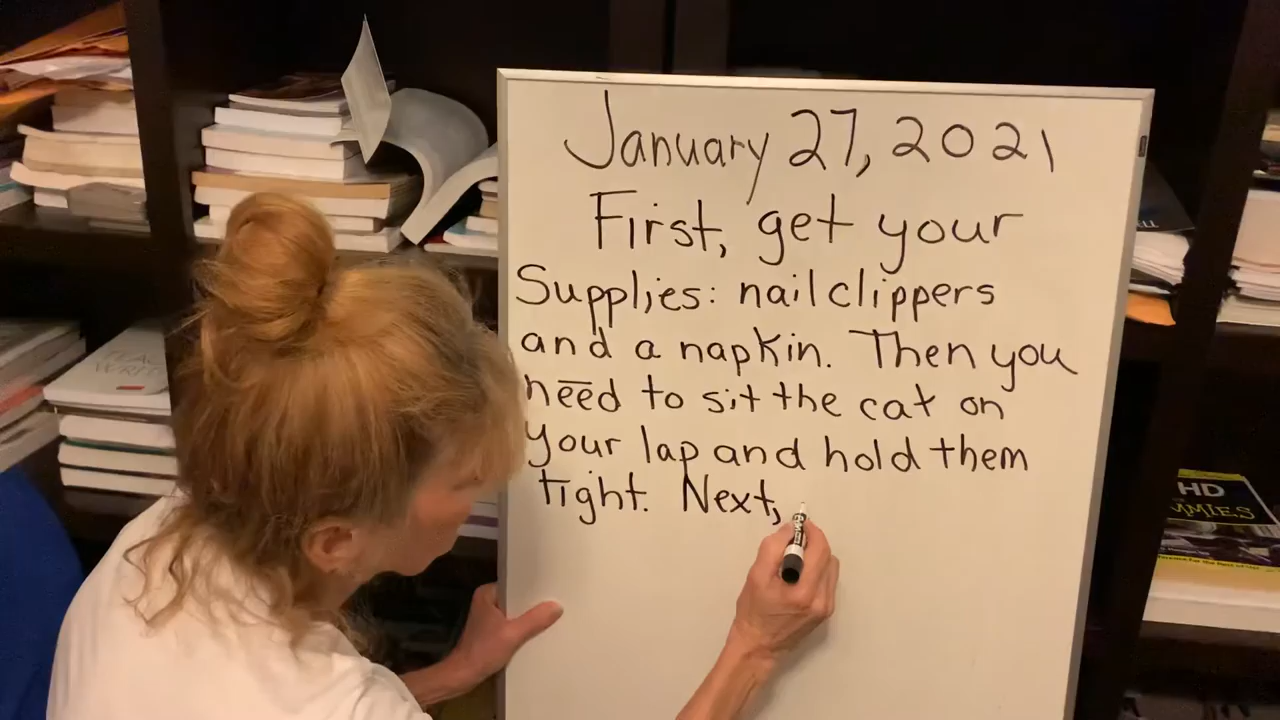 January 27, 2021
First, get your
Supplies: nail clippers
and a napkin. Then you
need to sit the cat on
your lap and hold them
tight. Next,
HD